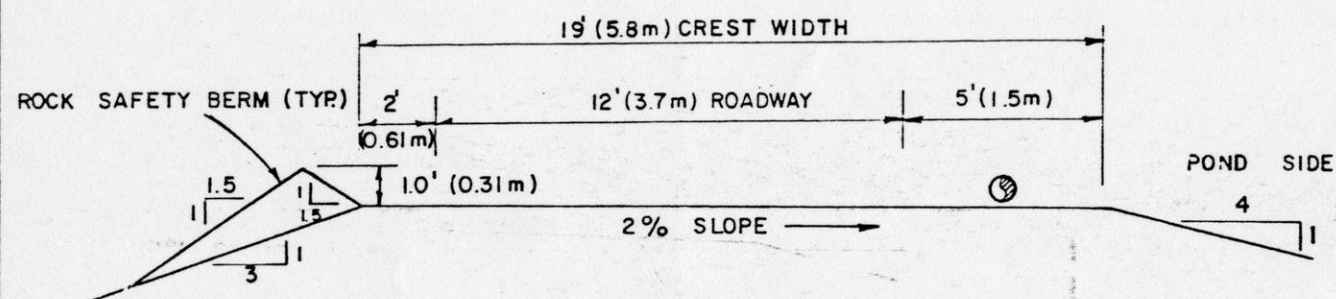 19' (5.8m) CREST WIDTH
ROCK SAFETY BERM (TYP.)
2'
(0.61m)
12' (3.7m) ROADWAY
5' (1.5m)
1.0' (0.31m)
POND SIDE
1.5
1
1
1.5
3
1
2% SLOPE
4
1